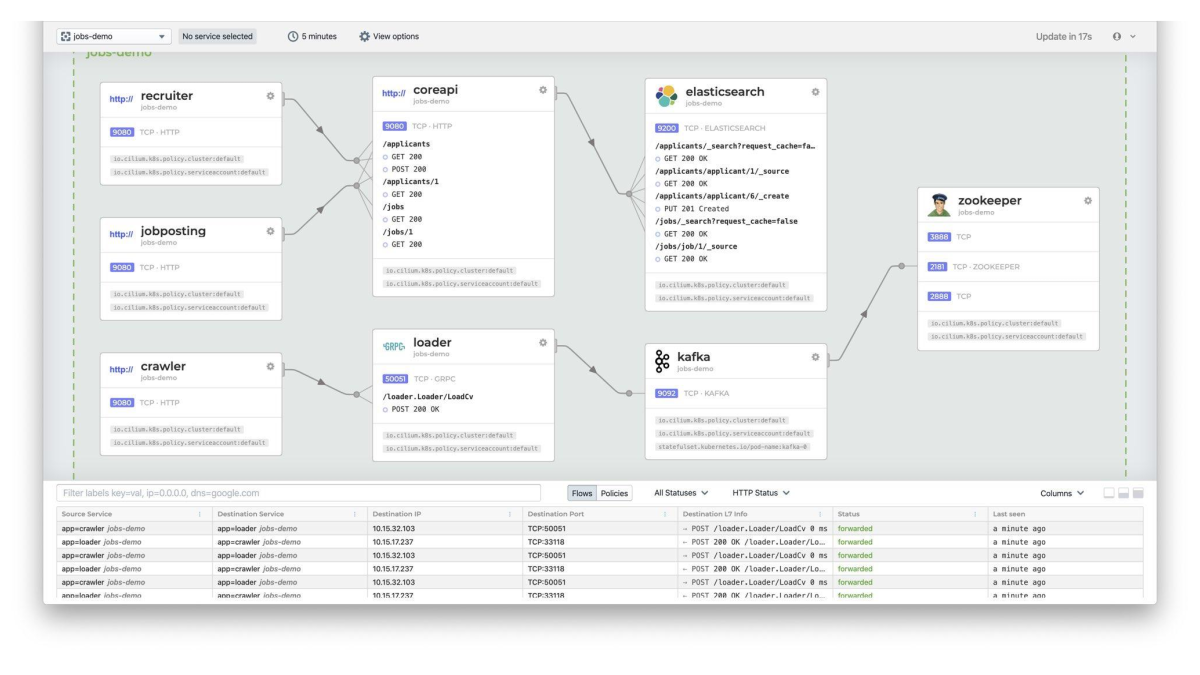 jobs-demo No service selected 5 minutes View options Update in 17s
jobs-demo
http:// recruiter
jobs-demo
9080 TCP · HTTP
io.cilium.k8s.policy.cluster:default
io.cilium.k8s.policy.serviceaccount:default
http:// jobposting
jobs-demo
9080 TCP · HTTP
io.cilium.k8s.policy.cluster:default
io.cilium.k8s.policy.serviceaccount:default
http:// crawler
jobs-demo
9080 TCP · HTTP
io.cilium.k8s.policy.cluster:default
io.cilium.k8s.policy.serviceaccount:default
http:// coreapi
jobs-demo
9080 TCP · HTTP
/applicants
GET 200
POST 200
/applicants/1
GET 200
/jobs
GET 200
/jobs/1
GET 200
io.cilium.k8s.policy.cluster:default
io.cilium.k8s.policy.serviceaccount:default
GRPC loader
jobs-demo
50051 TCP · GRPC
/loader.Loader/LoadCv
POST 200 OK
io.cilium.k8s.policy.cluster:default
io.cilium.k8s.policy.serviceaccount:default
elasticsearch
jobs-demo
9200 TCP · ELASTICSEARCH
/applicants/_search?request_cache=fa…
GET 200 OK
/applicants/applicant/1/_source
GET 200 OK
/applicants/applicant/6/_create
PUT 201 Created
/jobs/_search?request_cache=false
GET 200 OK
/jobs/job/1/_source
GET 200 OK
io.cilium.k8s.policy.cluster:default
io.cilium.k8s.policy.serviceaccount:default
kafka
jobs-demo
9092 TCP · KAFKA
io.cilium.k8s.policy.cluster:default
io.cilium.k8s.policy.serviceaccount:default
statefulset.kubernetes.io/pod-name:kafka-0
zookeeper
jobs-demo
3888 TCP
2181 TCP · ZOOKEEPER
2888 TCP
io.cilium.k8s.policy.cluster:default
io.cilium.k8s.policy.serviceaccount:default
Filter labels key=val, ip=0.0.0.0, dns=google.com Flows Policies All Statuses HTTP Status Columns
Source Service Destination Service Destination IP Destination Port Destination L7 Info Status Last seen
app=crawler jobs-demo app=loader jobs-demo 10.15.32.103 TCP:50051 → POST /loader.Loader/LoadCv 0 ms forwarded a minute ago
app=loader jobs-demo app=crawler jobs-demo 10.15.17.237 TCP:33118 ← POST 200 OK /loader.Loader/Lo… forwarded a minute ago
app=crawler jobs-demo app=loader jobs-demo 10.15.32.103 TCP:50051 → POST /loader.Loader/LoadCv 0 ms forwarded a minute ago
app=loader jobs-demo app=crawler jobs-demo 10.15.17.237 TCP:33118 ← POST 200 OK /loader.Loader/Lo… forwarded a minute ago
app=crawler jobs-demo app=loader jobs-demo 10.15.32.103 TCP:50051 → POST /loader.Loader/LoadCv 0 ms forwarded a minute ago
app=loader jobs-demo app=crawler jobs-demo 10.15.17.237 TCP:33118 ← POST 200 OK /loader.Loader/Lo… forwarded a minute ago